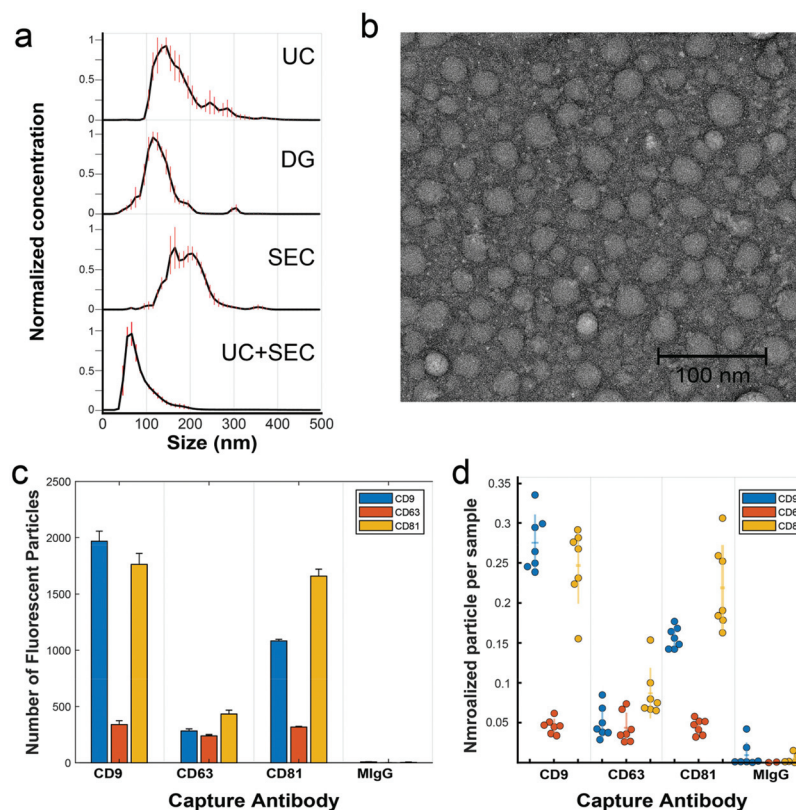 a
UC
1
0.5
0
DG
1
0.5
0
SEC
1
0.5
0
UC+SEC
1
0.5
0
0 100 200 300 400 500
Size (nm)
Normalized concentration
b
100 nm
c
2500
2000
1500
1000
500
0
CD9
CD63
CD81
CD9 CD63 CD81 MIgG
Number of Fluorescent Particles
Capture Antibody
d
0.35
0.3
0.25
0.2
0.15
0.1
0.05
CD9
CD6
CD8
CD9 CD63 CD81 MIgG
Nmroalized particle per sample
Capture Antibody